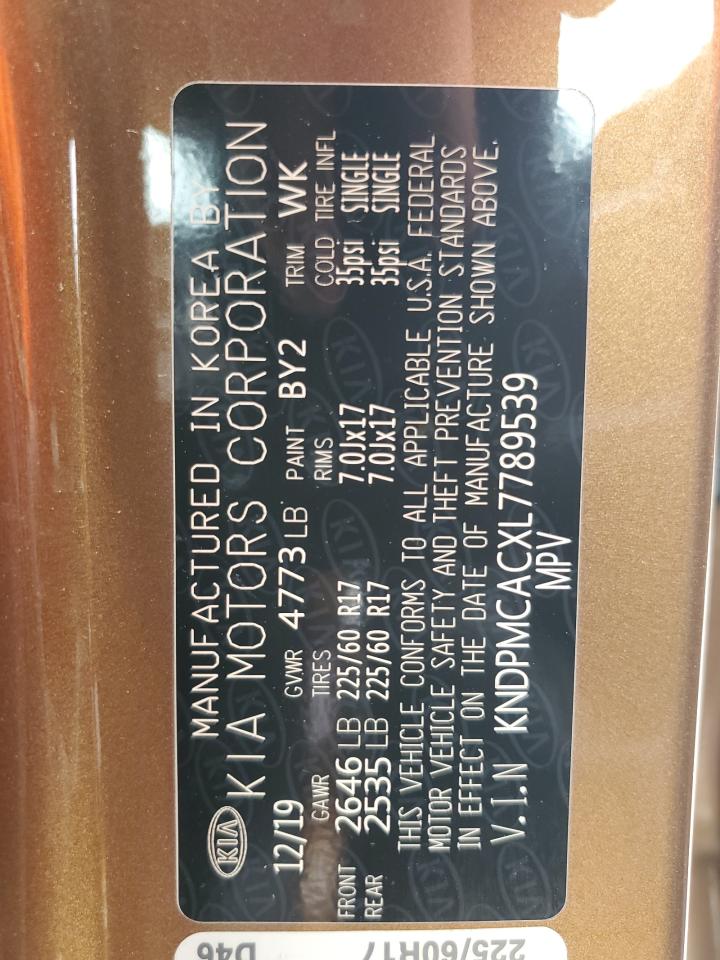 KIA MANUFACTURED IN KOREA BY
KIA MOTORS CORPORATION
12/19 GVWR 4773 LB PAINT BY2 TRIM WK
GAWR TIRES RIMS COLD TIRE INFL
FRONT 2646 LB 225/60 R17 7.0Jx17 35psi SINGLE
REAR 2535 LB 225/60 R17 7.0Jx17 35psi SINGLE
THIS VEHICLE CONFORMS TO ALL APPLICABLE U.S.A. FEDERAL
MOTOR VEHICLE SAFETY AND THEFT PREVENTION STANDARDS
IN EFFECT ON THE DATE OF MANUFACTURE SHOWN ABOVE.
V.I.N KNDPMCACXL7789539
MPV
D46
225/60R17